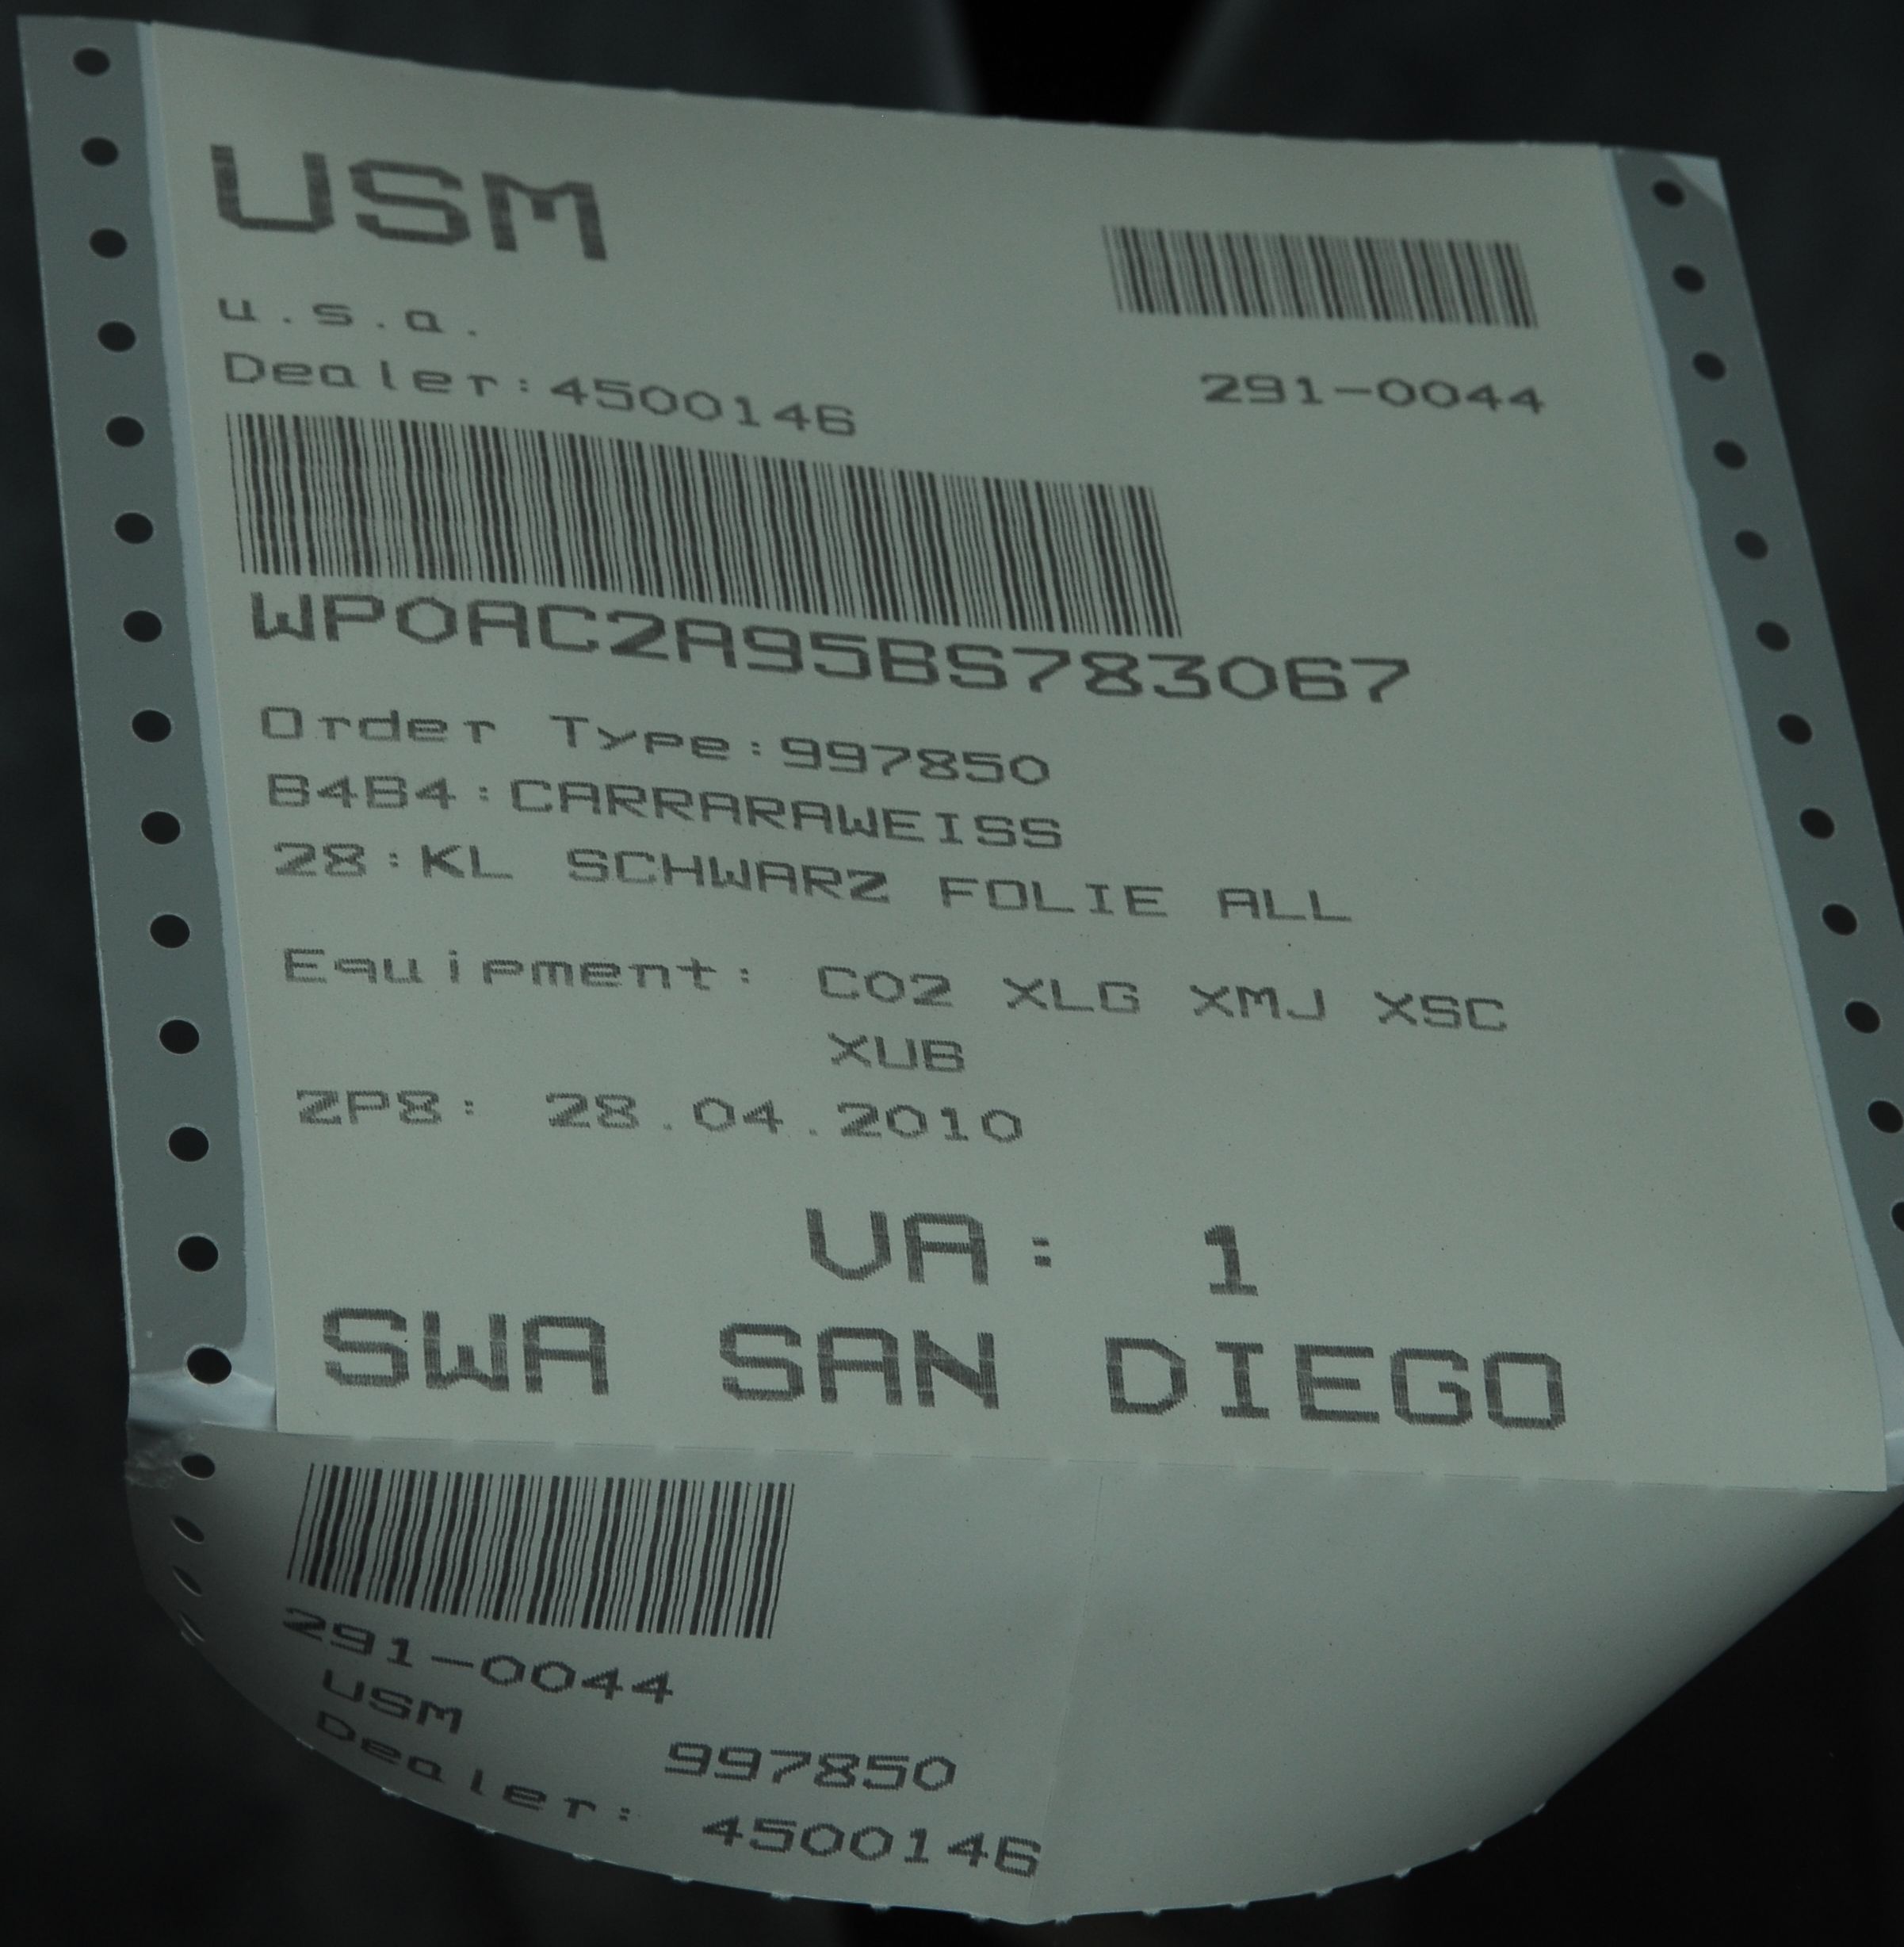 USM
u.s.a.
Dealer:4500146
291-0044
WP0AC2A95BS783067
Order Type:997850
B4B4:CARRARAWEISS
28:KL SCHWARZ FOLIE ALL
Equipment: C02 XLG XMJ XSC
XUB
ZP8: 28.04.2010
VA: 1
SWA SAN DIEGO
291-0044
USM
997850
Dealer: 4500146